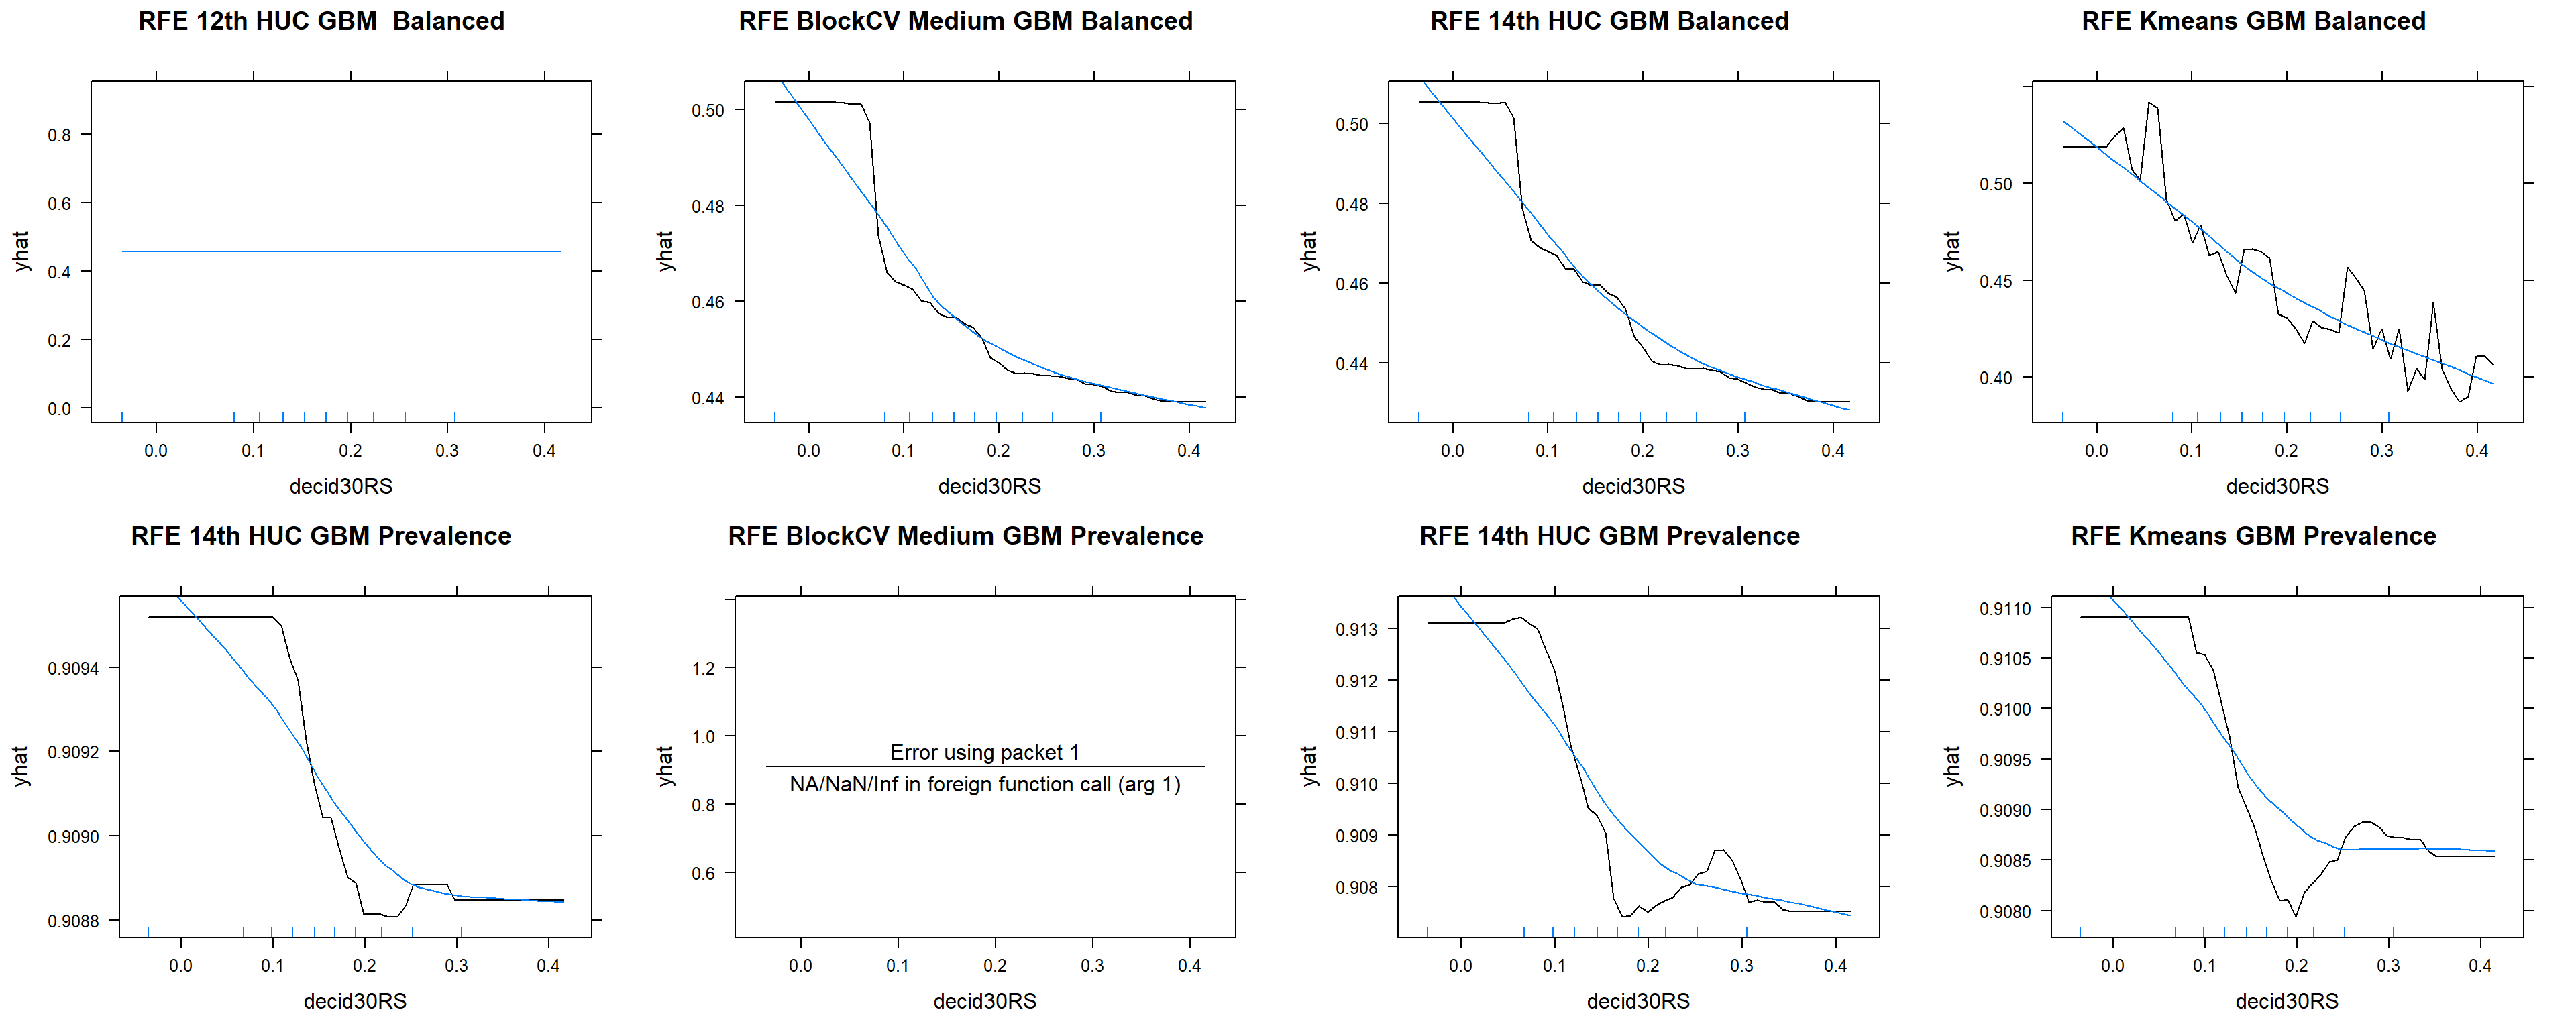 RFE 12th HUC GBM  Balanced
RFE BlockCV Medium GBM Balanced
RFE 14th HUC GBM Balanced
RFE Kmeans GBM Balanced
yhat
0.8
0.6
0.4
0.2
0.0
0.0 0.1 0.2 0.3 0.4
decid30RS
yhat
0.50
0.48
0.46
0.44
0.0 0.1 0.2 0.3 0.4
decid30RS
yhat
0.50
0.48
0.46
0.44
0.0 0.1 0.2 0.3 0.4
decid30RS
yhat
0.50
0.45
0.40
0.0 0.1 0.2 0.3 0.4
decid30RS
RFE 14th HUC GBM Prevalence
RFE BlockCV Medium GBM Prevalence
RFE 14th HUC GBM Prevalence
RFE Kmeans GBM Prevalence
yhat
0.9094
0.9092
0.9090
0.9088
0.0 0.1 0.2 0.3 0.4
decid30RS
yhat
1.2
1.0
0.8
0.6
Error using packet 1
NA/NaN/Inf in foreign function call (arg 1)
0.0 0.1 0.2 0.3 0.4
decid30RS
yhat
0.913
0.912
0.911
0.910
0.909
0.908
0.0 0.1 0.2 0.3 0.4
decid30RS
yhat
0.9110
0.9105
0.9100
0.9095
0.9090
0.9085
0.9080
0.0 0.1 0.2 0.3 0.4
decid30RS